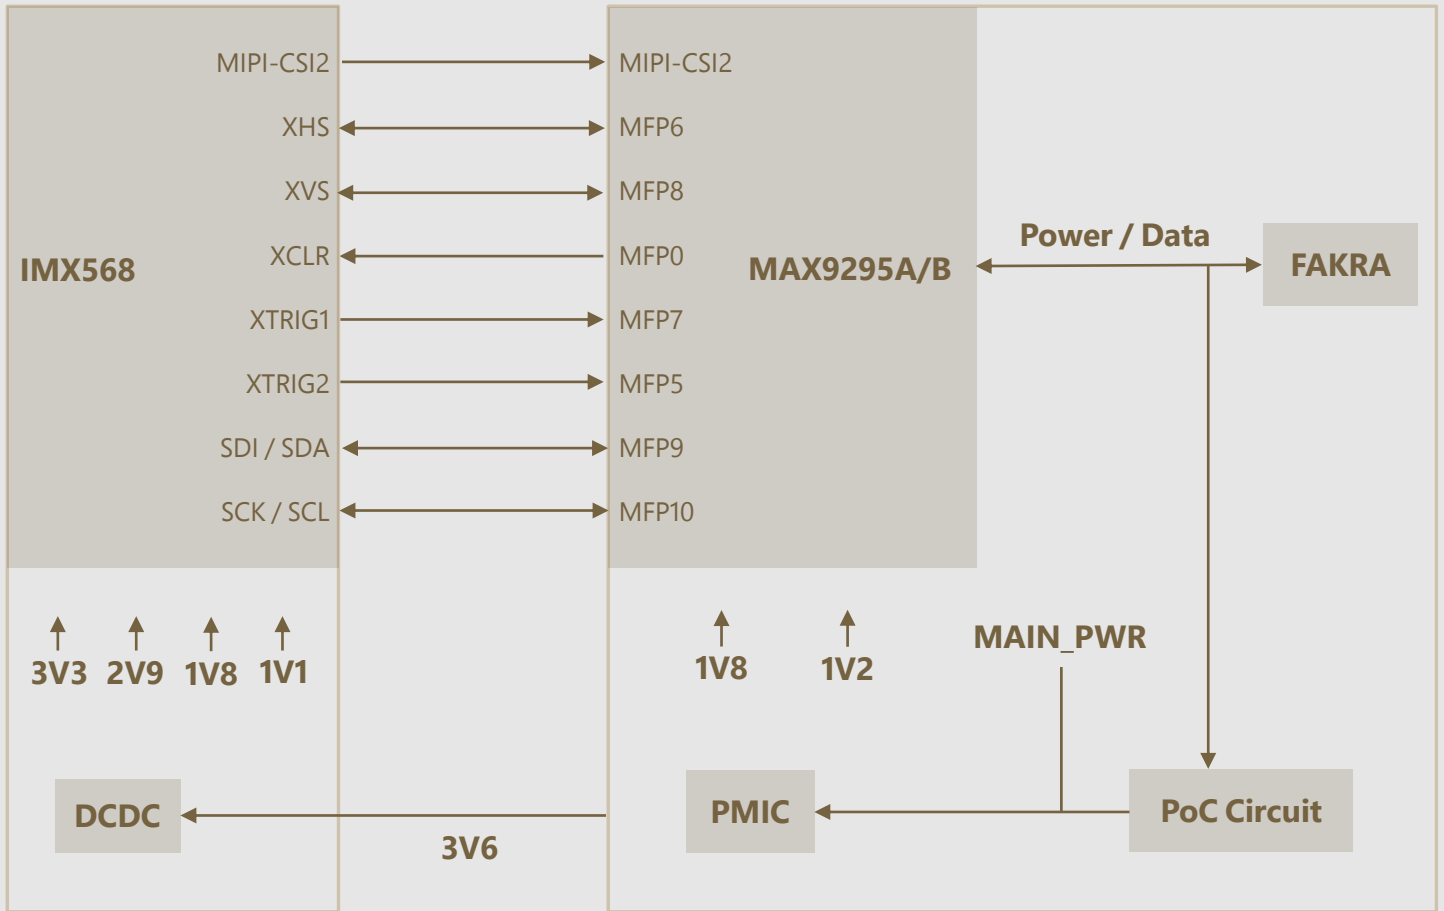 MIPI-CSI2
MIPI-CSI2
XHS
MFP6
XVS
MFP8
Power / Data
XCLR
MFP0
IMX568
MAX9295A/B
FAKRA
XTRIG1
MFP7
XTRIG2
MFP5
SDI / SDA
MFP9
SCK / SCL
MFP10
MAIN_PWR
3V3
2V9
1V8
1V1
1V8
1V2
DCDC
PMIC
PoC Circuit
3V6